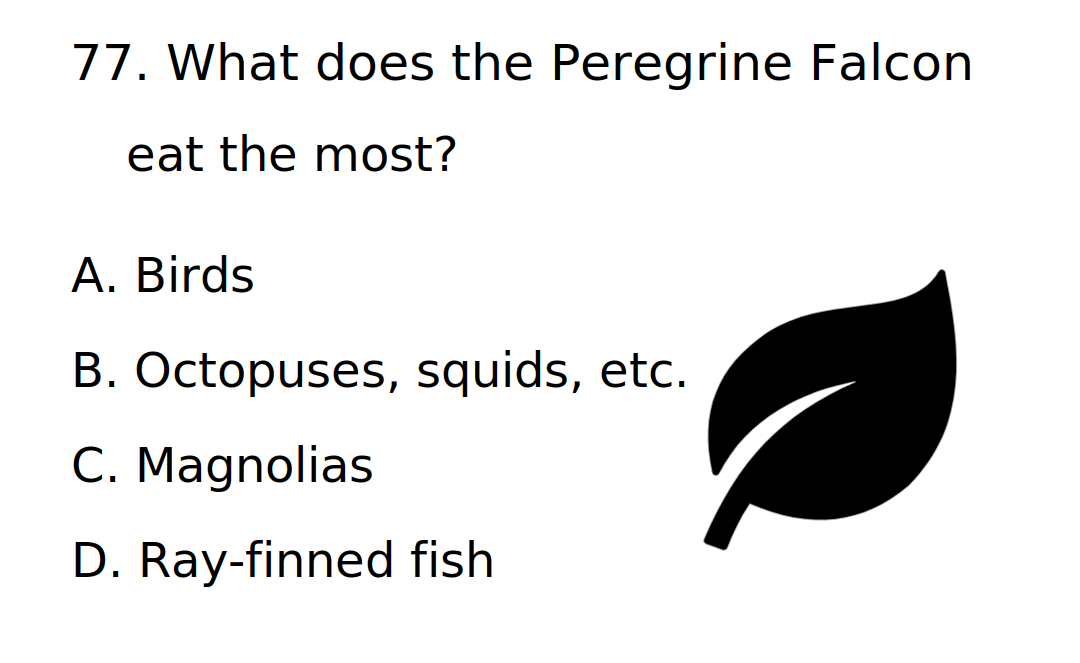 77. What does the Peregrine Falcon
eat the most?
A. Birds
B. Octopuses, squids, etc.
C. Magnolias
D. Ray-finned fish